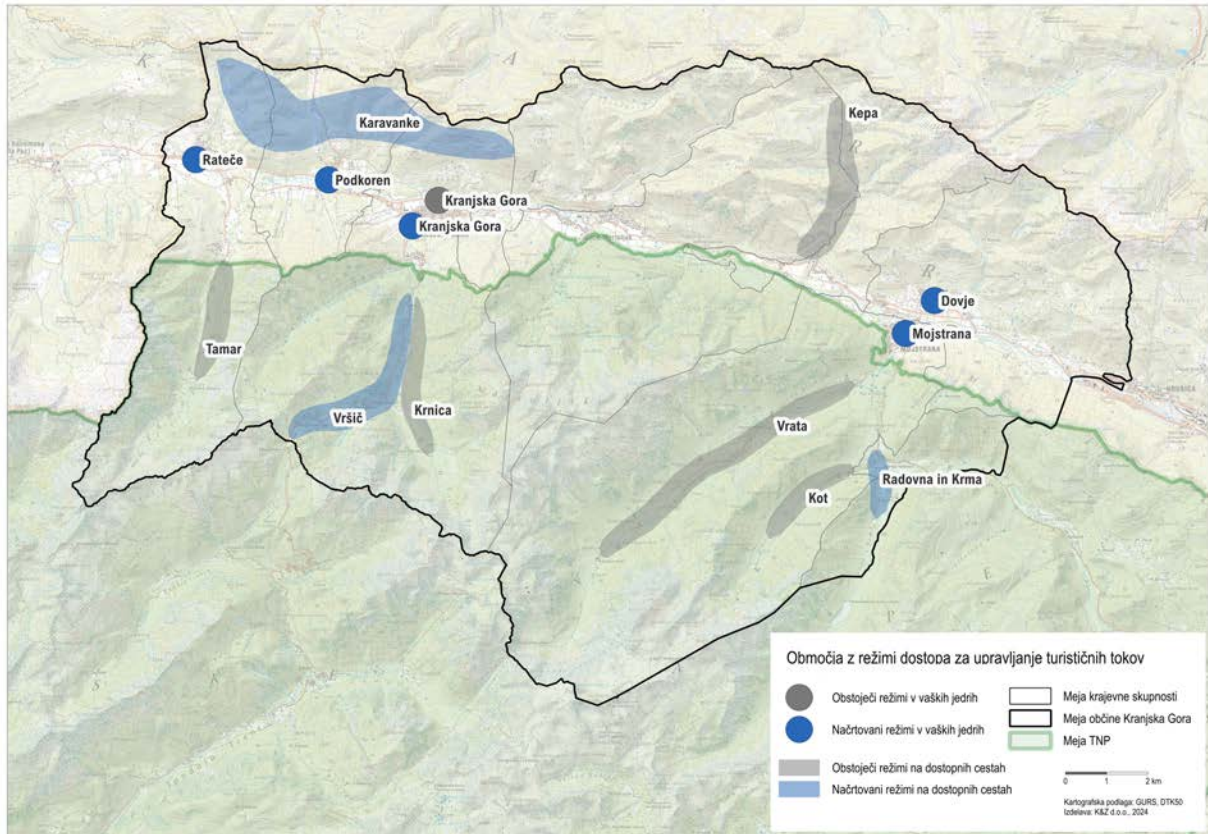 Karavanke
Kepa
Rateče
Podkoren
Kranjska Gora
Kranjska Gora
Dovje
Mojstrana
MOJSTRANA
Tamar
Vršič
Krnica
Vrata
Kot
Radovna in Krma
Območja z režimi dostopa za upravljanje turističnih tokov
Obstoječi režimi v vaških jedrih
Načrtovani režimi v vaških jedrih
Obstoječi režimi na dostopnih cestah
Načrtovani režimi na dostopnih cestah
Meja krajevne skupnosti
Meja občine Kranjska Gora
Meja TNP
0 1 2 km
Kartografska podlaga: GURS, DTK50
Izdelava: K&Z d.o.o., 2024